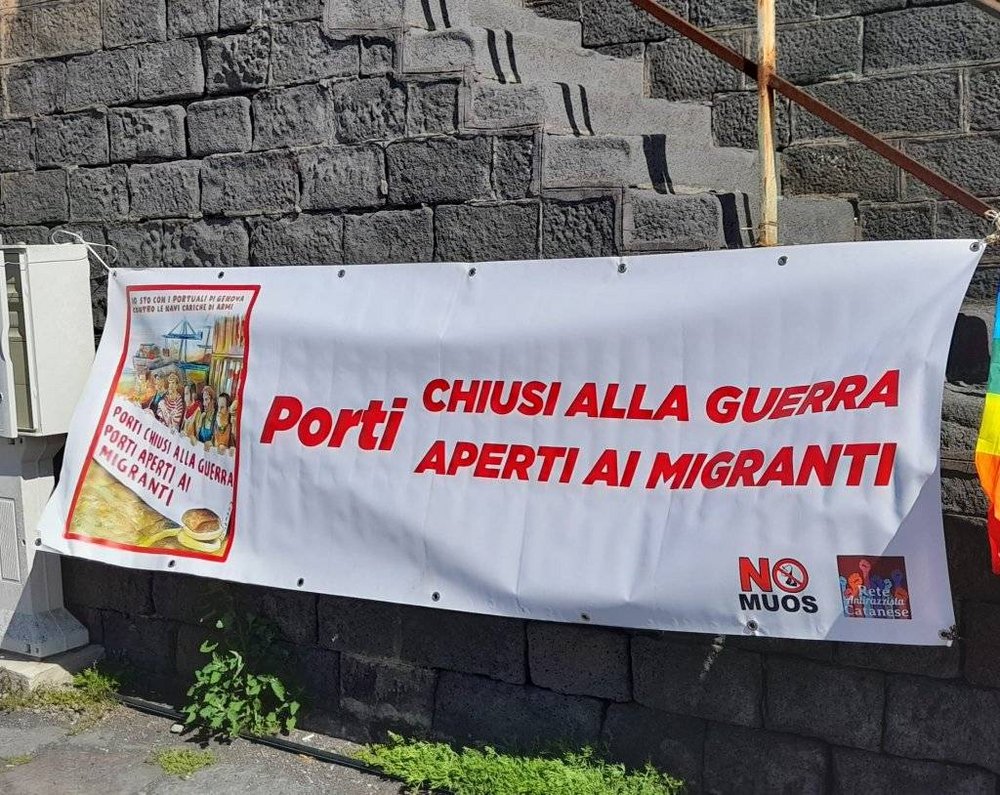 IO STO CON I PORTUALI DI GENOVA
CONTRO LE NAVI CARICHE DI ARMI
PORTI CHIUSI ALLA GUERRA
PORTI APERTI AI
MIGRANTI
Porti
CHIUSI ALLA GUERRA
APERTI AI MIGRANTI
NO
MUOS
Rete
Antirazzista
Catanese